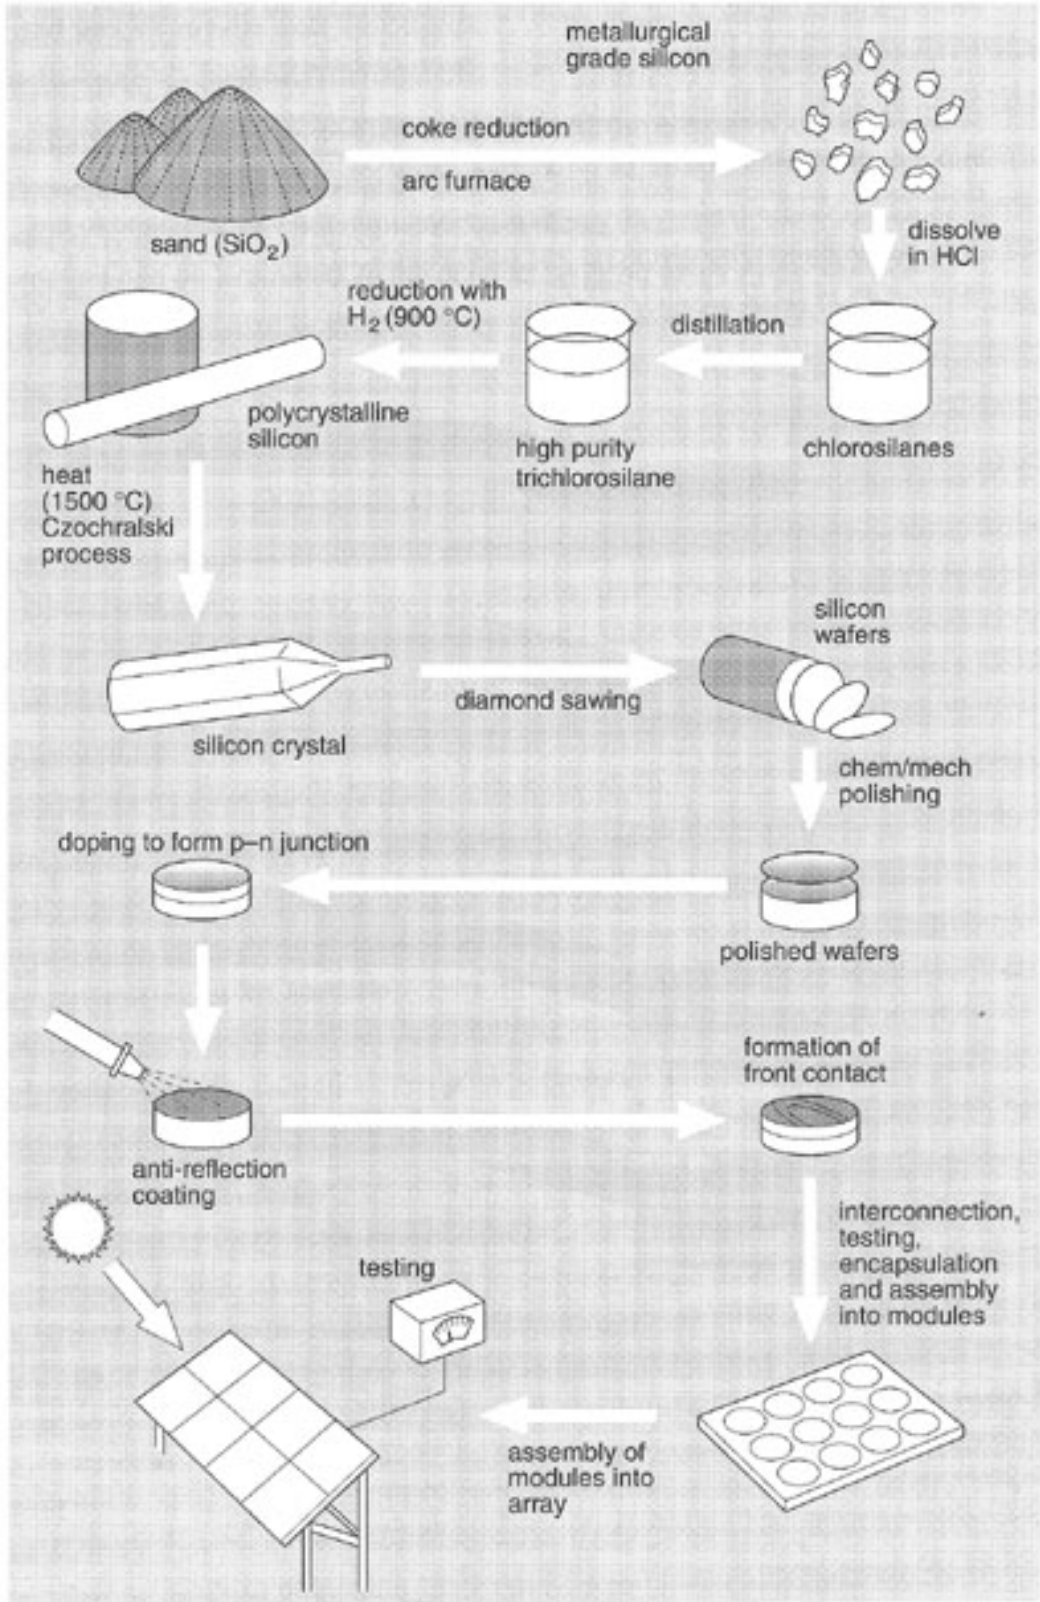 metallurgical
grade silicon
coke reduction
arc furnace
sand (SiO₂)
dissolve
in HCl
reduction with
H₂ (900 °C)
distillation
polycrystalline
silicon
high purity
trichlorosilane
chlorosilanes
heat
(1500 °C)
Czochralski
process
silicon
wafers
diamond sawing
silicon crystal
chem/mech
polishing
doping to form p–n junction
polished wafers
formation of
front contact
anti-reflection
coating
interconnection,
testing,
encapsulation
and assembly
into modules
testing
assembly of
modules into
array